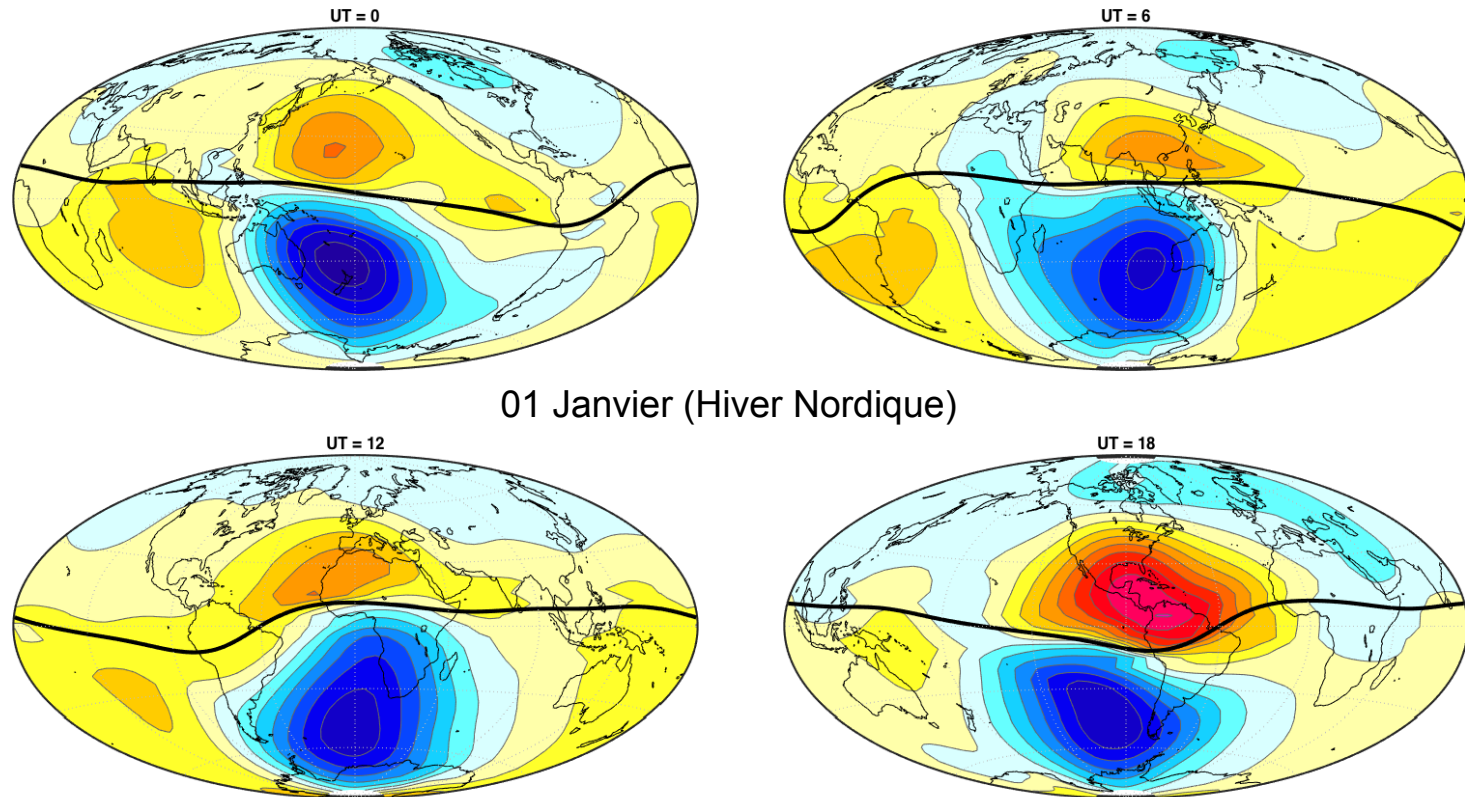 UT = 0
UT = 6
01 Janvier (Hiver Nordique)
UT = 12
UT = 18